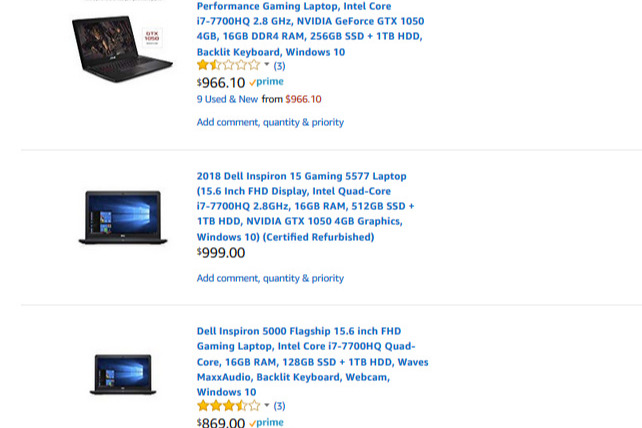 Performance Gaming Laptop, Intel Core
i7-7700HQ 2.8 GHz, NVIDIA GeForce GTX 1050
4GB, 16GB DDR4 RAM, 256GB SSD + 1TB HDD,
Backlit Keyboard, Windows 10
(3)
$966.10 prime
9 Used & New from $966.10
Add comment, quantity & priority
GTX
1050
2018 Dell Inspiron 15 Gaming 5577 Laptop
(15.6 Inch FHD Display, Intel Quad-Core
i7-7700HQ 2.8GHz, 16GB RAM, 512GB SSD +
1TB HDD, NVIDIA GTX 1050 4GB Graphics,
Windows 10) (Certified Refurbished)
$999.00
Add comment, quantity & priority
Dell Inspiron 5000 Flagship 15.6 inch FHD
Gaming Laptop, Intel Core i7-7700HQ Quad-
Core, 16GB RAM, 128GB SSD + 1TB HDD, Waves
MaxxAudio, Backlit Keyboard, Webcam,
Windows 10
(3)
$869.00 prime